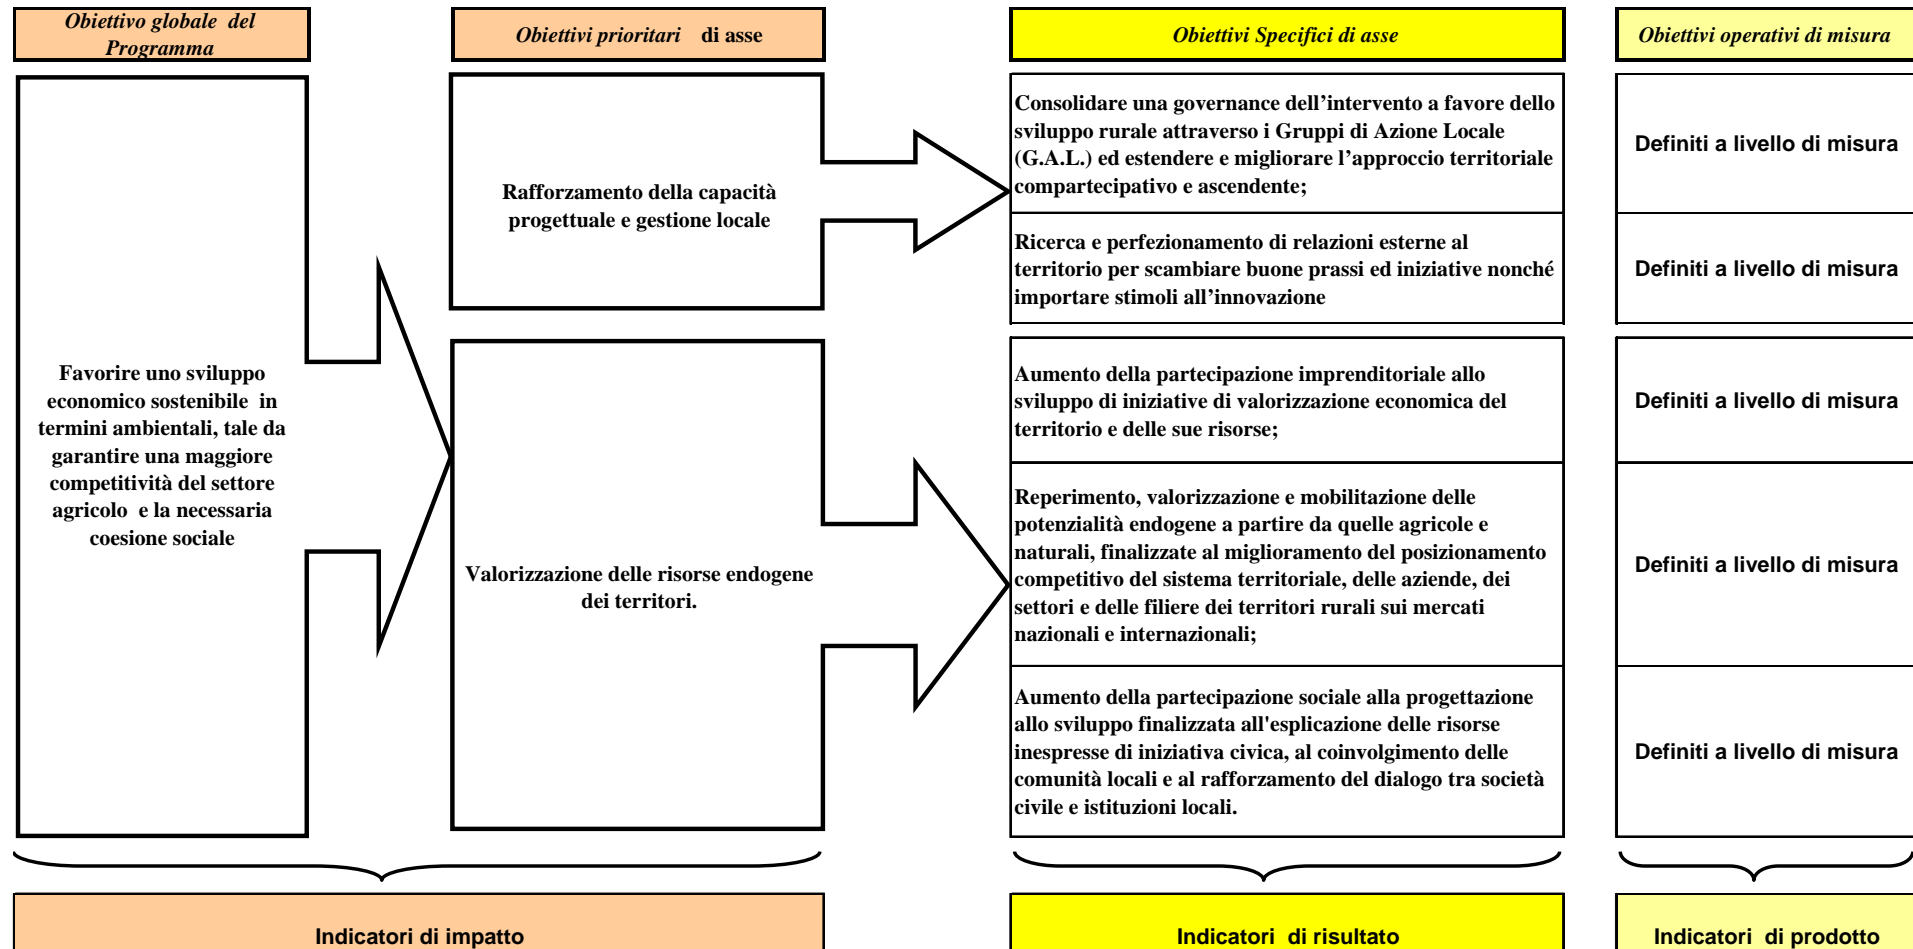 Obiettivo globale del
Programma
Obiettivi prioritari di asse
Obiettivi Specifici di asse
Obiettivi operativi di misura
Favorire uno sviluppo
economico sostenibile in
termini ambientali, tale da
garantire una maggiore
competitività del settore
agricolo e la necessaria
coesione sociale
Rafforzamento della capacità
progettuale e gestione locale
Consolidare una governance dell’intervento a favore dello
sviluppo rurale attraverso i Gruppi di Azione Locale
(G.A.L.) ed estendere e migliorare l’approccio territoriale
compartecipativo e ascendente;
Definiti a livello di misura
Ricerca e perfezionamento di relazioni esterne al
territorio per scambiare buone prassi ed iniziative nonché
importare stimoli all’innovazione
Definiti a livello di misura
Valorizzazione delle risorse endogene
dei territori.
Aumento della partecipazione imprenditoriale allo
sviluppo di iniziative di valorizzazione economica del
territorio e delle sue risorse;
Definiti a livello di misura
Reperimento, valorizzazione e mobilitazione delle
potenzialità endogene a partire da quelle agricole e
naturali, finalizzate al miglioramento del posizionamento
competitivo del sistema territoriale, delle aziende, dei
settori e delle filiere dei territori rurali sui mercati
nazionali e internazionali;
Definiti a livello di misura
Aumento della partecipazione sociale alla progettazione
allo sviluppo finalizzata all'esplicazione delle risorse
inespresse di iniziativa civica, al coinvolgimento delle
comunità locali e al rafforzamento del dialogo tra società
civile e istituzioni locali.
Definiti a livello di misura
Indicatori di impatto
Indicatori di risultato
Indicatori di prodotto